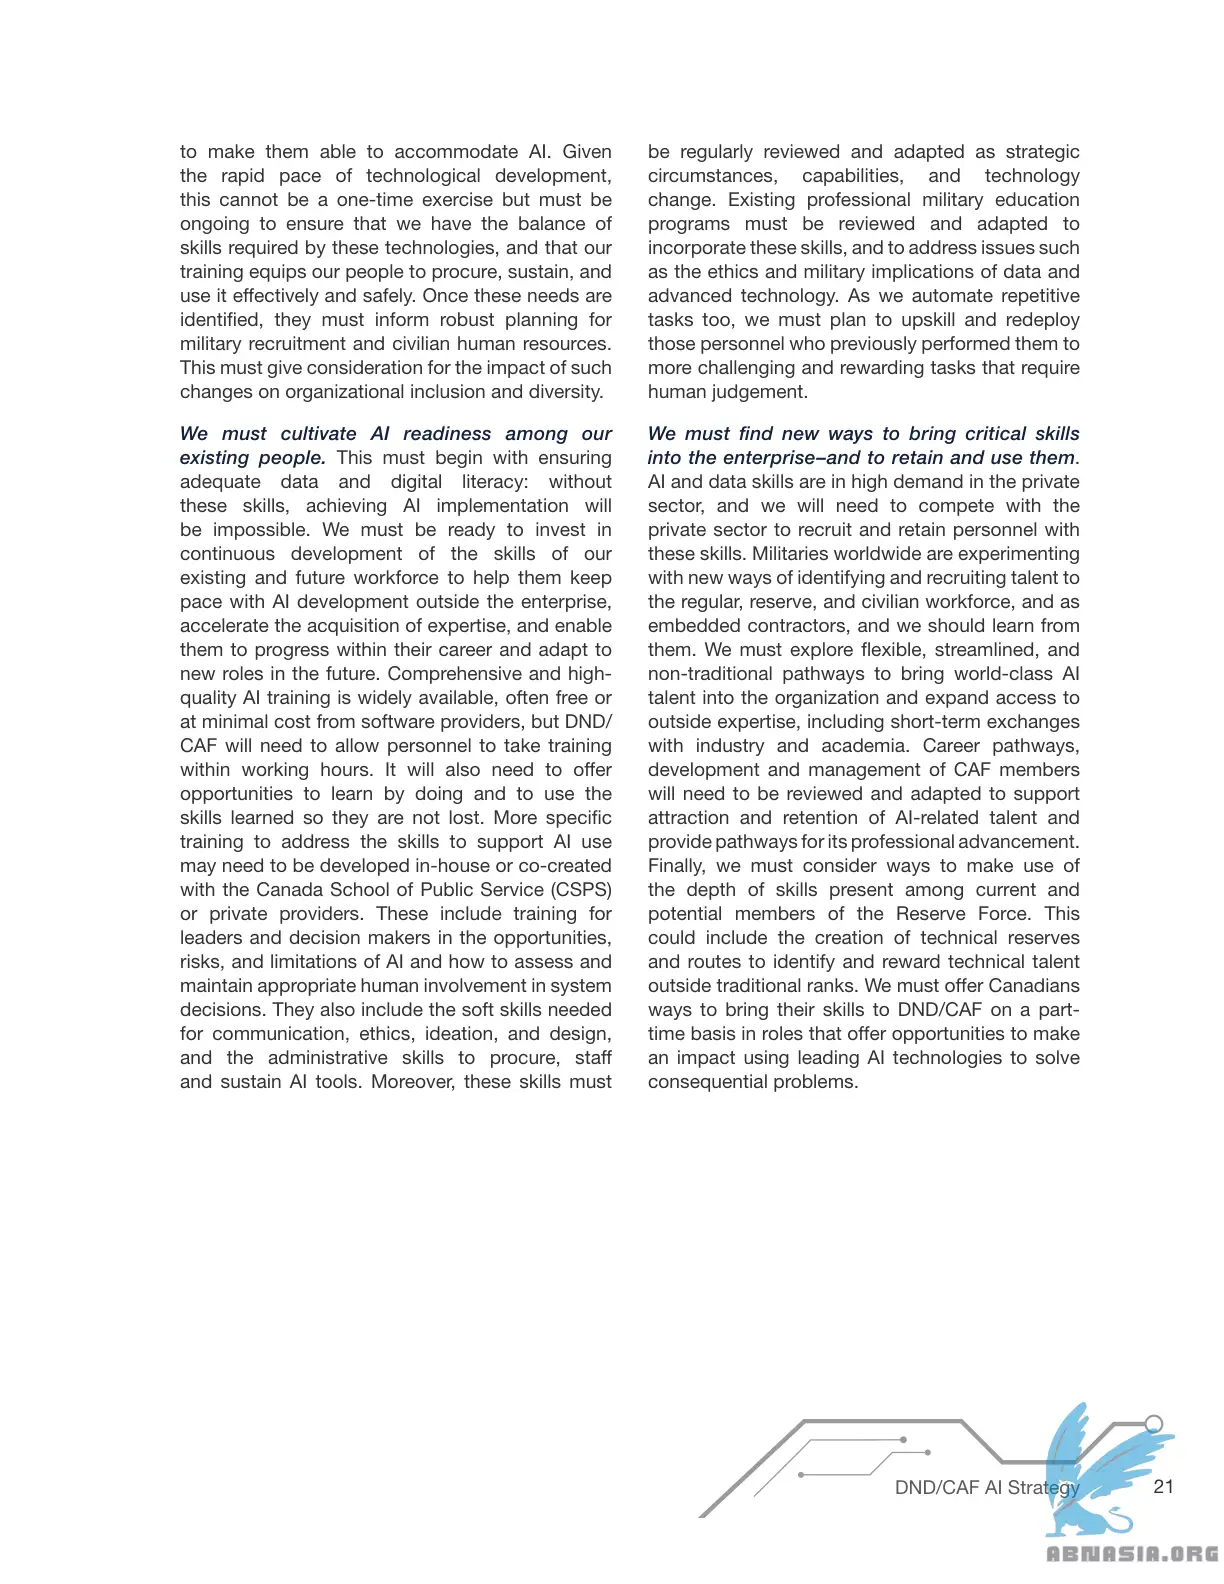 to make them able to accommodate AI. Given
the rapid pace of technological development,
this cannot be a one-time exercise but must be
ongoing to ensure that we have the balance of
skills required by these technologies, and that our
training equips our people to procure, sustain, and
use it effectively and safely. Once these needs are
identified, they must inform robust planning for
military recruitment and civilian human resources.
This must give consideration for the impact of such
changes on organizational inclusion and diversity.
We must cultivate AI readiness among our
existing people. This must begin with ensuring
adequate data and digital literacy: without
these skills, achieving AI implementation will
be impossible. We must be ready to invest in
continuous development of the skills of our
existing and future workforce to help them keep
pace with AI development outside the enterprise,
accelerate the acquisition of expertise, and enable
them to progress within their career and adapt to
new roles in the future. Comprehensive and high-
quality AI training is widely available, often free or
at minimal cost from software providers, but DND/
CAF will need to allow personnel to take training
within working hours. It will also need to offer
opportunities to learn by doing and to use the
skills learned so they are not lost. More specific
training to address the skills to support AI use
may need to be developed in-house or co-created
with the Canada School of Public Service (CSPS)
or private providers. These include training for
leaders and decision makers in the opportunities,
risks, and limitations of AI and how to assess and
maintain appropriate human involvement in system
decisions. They also include the soft skills needed
for communication, ethics, ideation, and design,
and the administrative skills to procure, staff
and sustain AI tools. Moreover, these skills must
be regularly reviewed and adapted as strategic
circumstances, capabilities, and technology
change. Existing professional military education
programs must be reviewed and adapted to
incorporate these skills, and to address issues such
as the ethics and military implications of data and
advanced technology. As we automate repetitive
tasks too, we must plan to upskill and redeploy
those personnel who previously performed them to
more challenging and rewarding tasks that require
human judgement.
We must find new ways to bring critical skills
into the enterprise–and to retain and use them.
AI and data skills are in high demand in the private
sector, and we will need to compete with the
private sector to recruit and retain personnel with
these skills. Militaries worldwide are experimenting
with new ways of identifying and recruiting talent to
the regular, reserve, and civilian workforce, and as
embedded contractors, and we should learn from
them. We must explore flexible, streamlined, and
non-traditional pathways to bring world-class AI
talent into the organization and expand access to
outside expertise, including short-term exchanges
with industry and academia. Career pathways,
development and management of CAF members
will need to be reviewed and adapted to support
attraction and retention of AI-related talent and
provide pathways for its professional advancement.
Finally, we must consider ways to make use of
the depth of skills present among current and
potential members of the Reserve Force. This
could include the creation of technical reserves
and routes to identify and reward technical talent
outside traditional ranks. We must offer Canadians
ways to bring their skills to DND/CAF on a part-
time basis in roles that offer opportunities to make
an impact using leading AI technologies to solve
consequential problems.
DND/CAF AI Strategy 21
ABNASIA.ORG